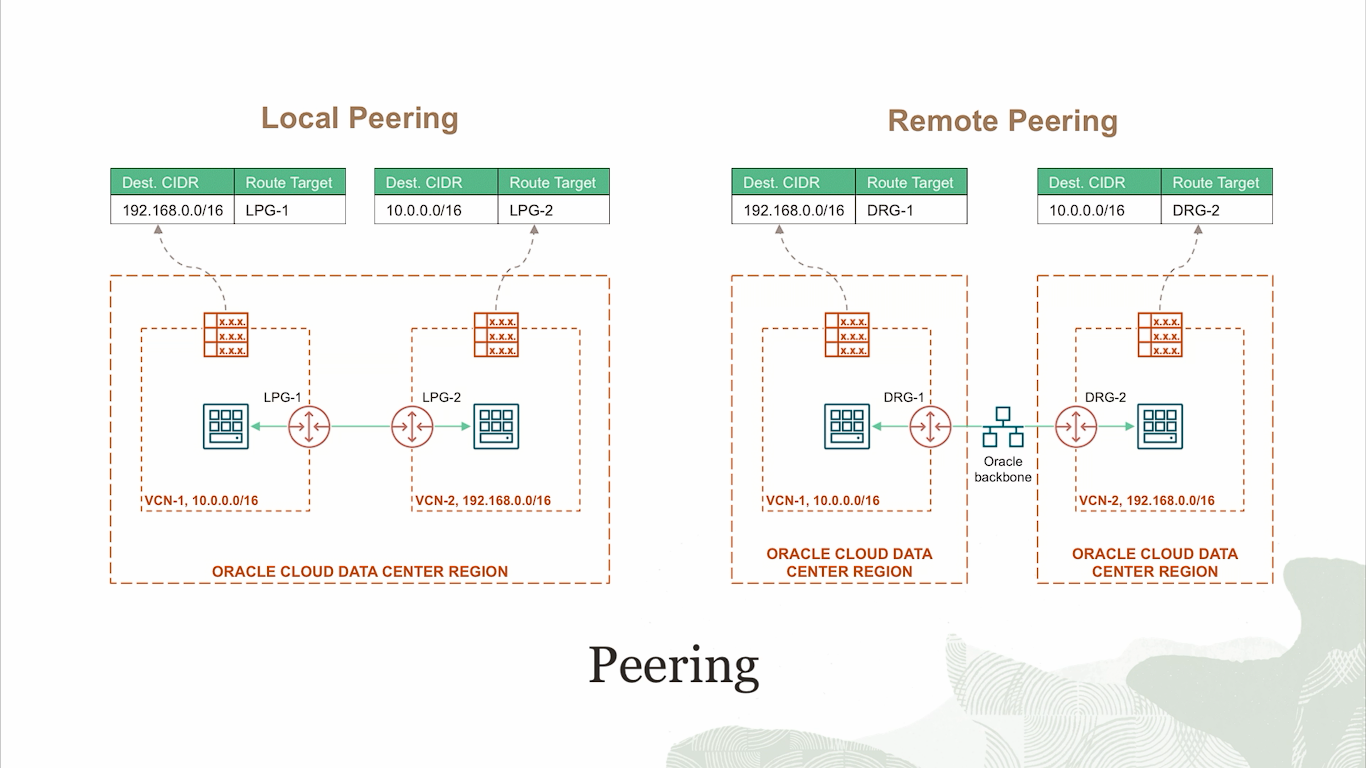 Local Peering
Dest. CIDR Route Target
192.168.0.0/16 LPG-1
Dest. CIDR Route Target
10.0.0.0/16 LPG-2
x.x.x.
x.x.x.
x.x.x.
x.x.x.
x.x.x.
x.x.x.
LPG-1
LPG-2
VCN-1, 10.0.0.0/16
VCN-2, 192.168.0.0/16
ORACLE CLOUD DATA CENTER REGION
Remote Peering
Dest. CIDR Route Target
192.168.0.0/16 DRG-1
Dest. CIDR Route Target
10.0.0.0/16 DRG-2
x.x.x.
x.x.x.
x.x.x.
x.x.x.
x.x.x.
x.x.x.
DRG-1
DRG-2
Oracle
backbone
VCN-1, 10.0.0.0/16
VCN-2, 192.168.0.0/16
ORACLE CLOUD DATA
CENTER REGION
ORACLE CLOUD DATA
CENTER REGION
Peering